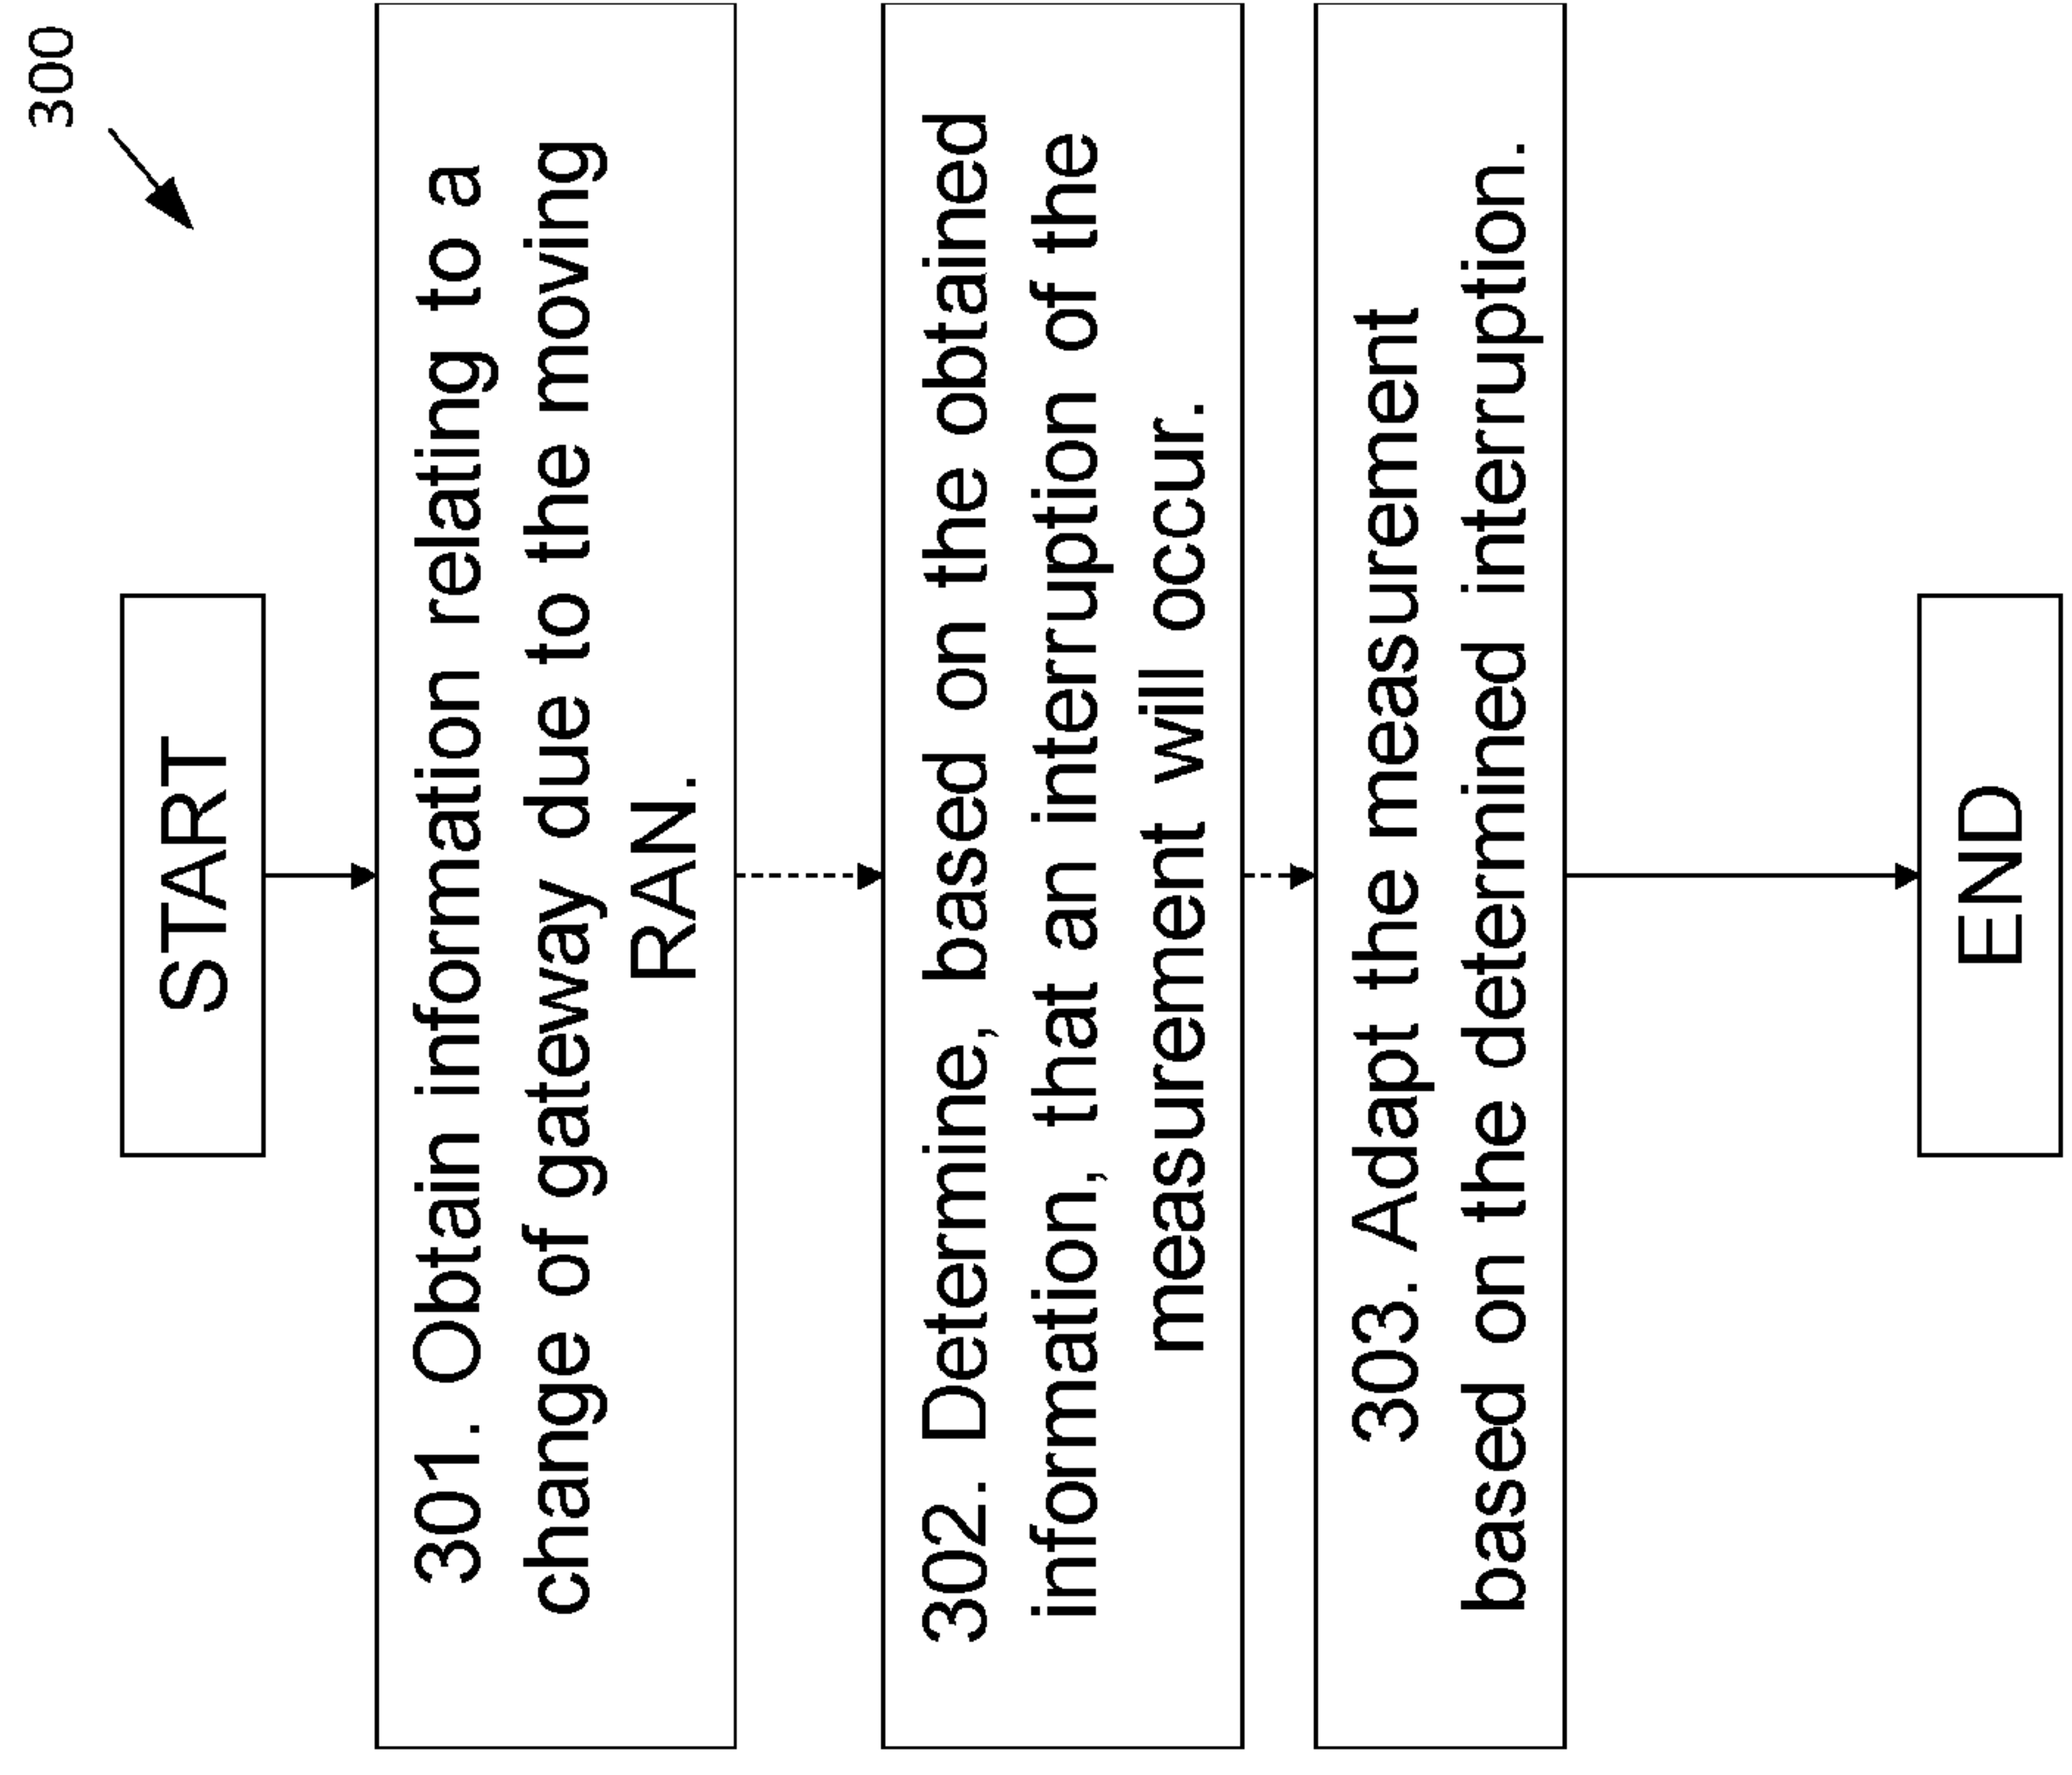 300
START
301. Obtain information relating to a
change of gateway due to the moving
RAN.
302. Determine, based on the obtained
information, that an interruption of the
measurement will occur.
303. Adapt the measurement
based on the determined interruption.
END